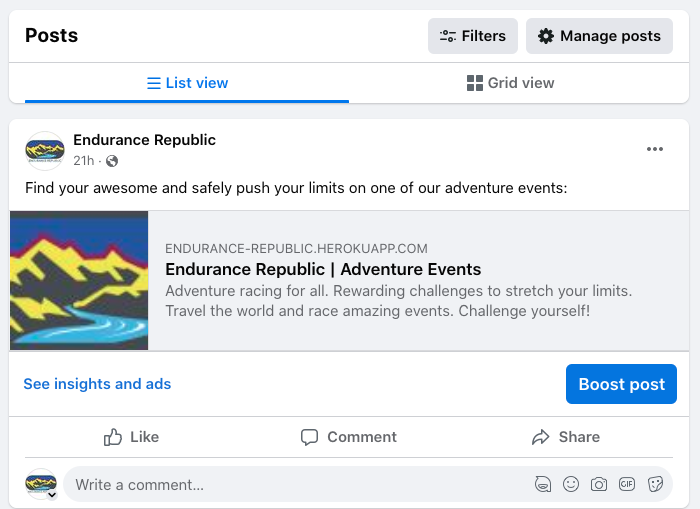 Posts
Filters
Manage posts
List view
Grid view
Endurance Republic
21h ·
Find your awesome and safely push your limits on one of our adventure events:
ENDURANCE-REPUBLIC.HEROKUAPP.COM
Endurance Republic | Adventure Events
Adventure racing for all. Rewarding challenges to stretch your limits.
Travel the world and race amazing events. Challenge yourself!
See insights and ads
Boost post
Like
Comment
Share
Write a comment...
GIF